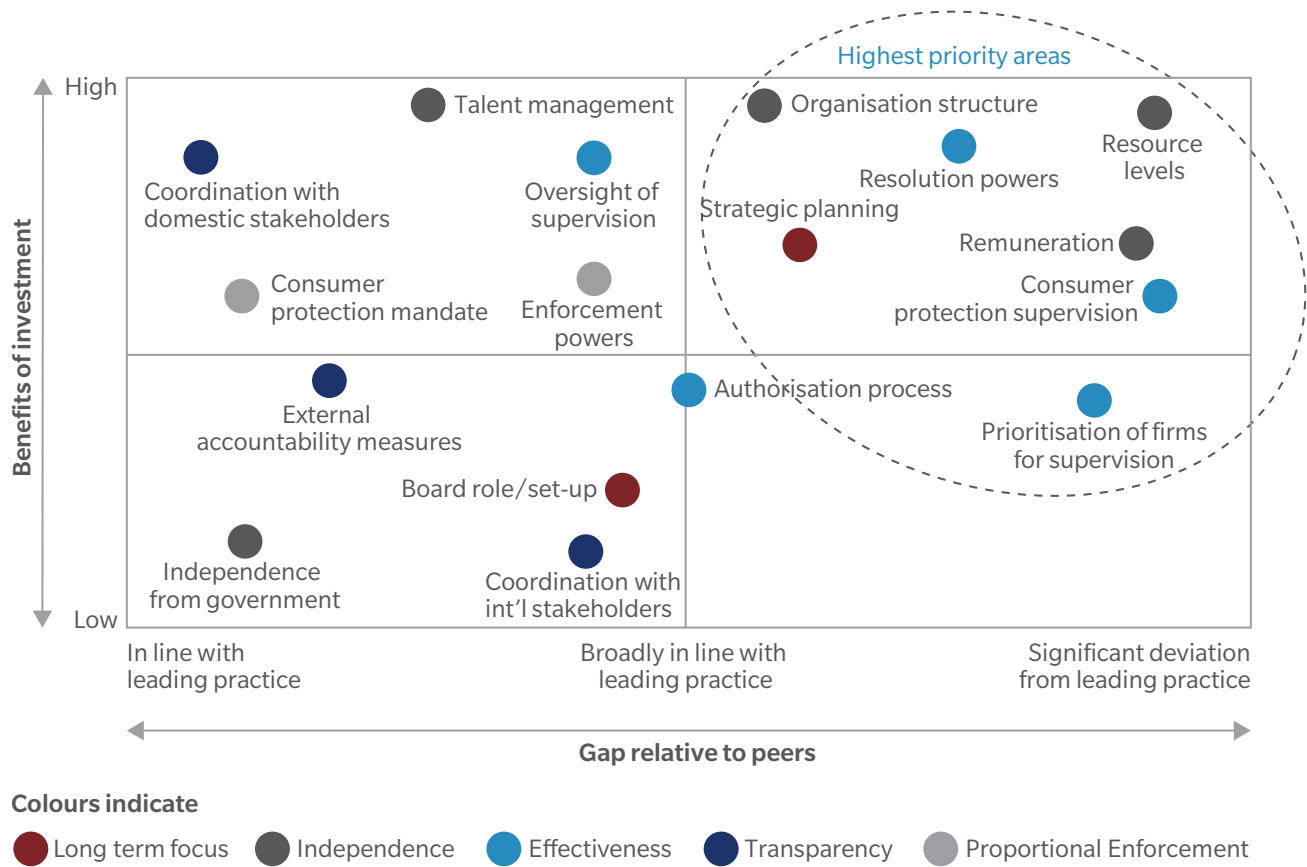 Highest priority areas
High
Talent management
Organisation structure
Resource
levels
Coordination with
domestic stakeholders
Oversight of
supervision
Resolution powers
Strategic planning
Remuneration
Consumer
protection mandate
Enforcement
powers
Consumer
protection supervision
Benefits of investment
External
accountability measures
Authorisation process
Prioritisation of firms
for supervision
Board role/set-up
Independence
from government
Coordination with
int'l stakeholders
Low
In line with
leading practice
Broadly in line with
leading practice
Significant deviation
from leading practice
Gap relative to peers
Colours indicate
Long term focus
Independence
Effectiveness
Transparency
Proportional Enforcement